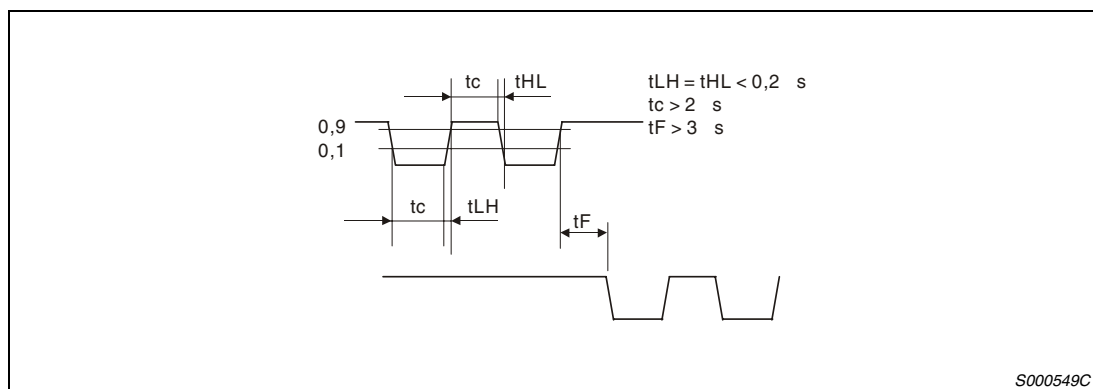 tc tHL
tLH = tHL < 0,2 s
tc > 2 s
tF > 3 s
0,9
0,1
tc tLH
tF
S000549C